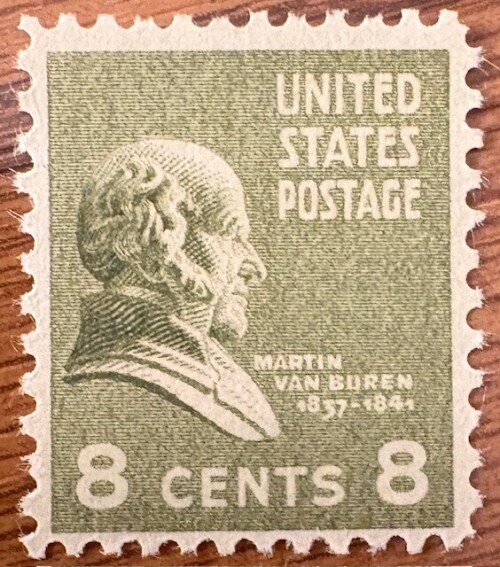 UNITED
STATES
POSTAGE
MARTIN
VAN BUREN
1837-1841
8 CENTS 8